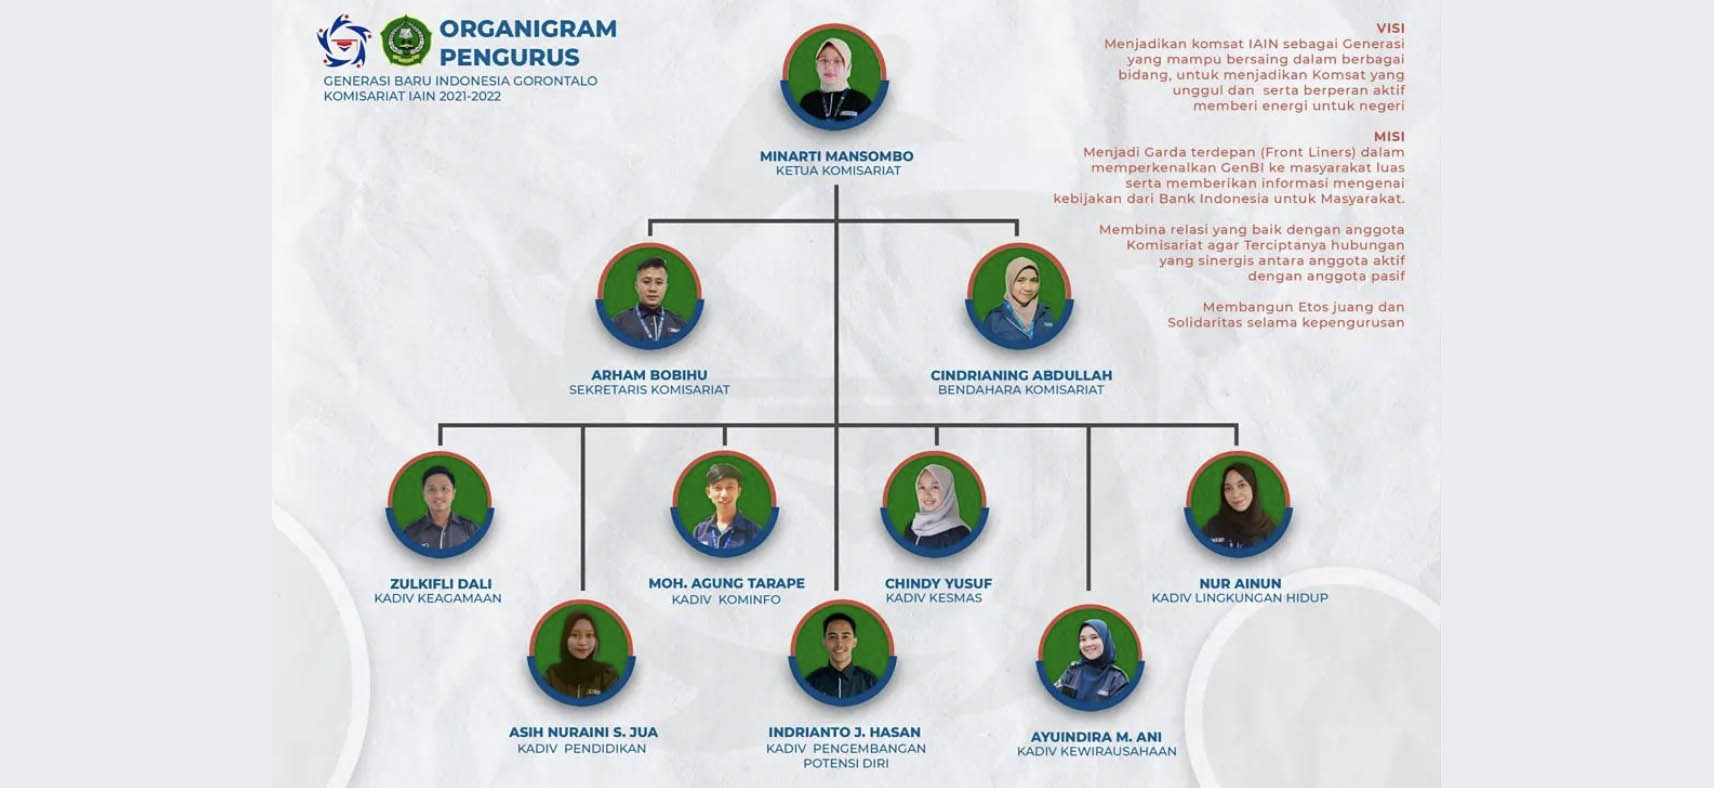 ORGANIGRAM
PENGURUS
GENERASI BARU INDONESIA GORONTALO
KOMISARIAT IAIN 2021-2022
VISI
Menjadikan komsat IAIN sebagai Generasi
yang mampu bersaing dalam berbagai
bidang, untuk menjadikan Komsat yang
unggul dan serta berperan aktif
memberi energi untuk negeri
MISI
Menjadi Garda terdepan (Front Liners) dalam
memperkenalkan GenBI ke masyarakat luas
serta memberikan informasi mengenai
kebijakan dari Bank Indonesia untuk Masyarakat.
Membina relasi yang baik dengan anggota
Komisariat agar Terciptanya hubungan
yang sinergis antara anggota aktif
dengan anggota pasif
Membangun Etos juang dan
Solidaritas selama kepengurusan
MINARTI MANSOMBO
KETUA KOMISARIAT
ARHAM BOBIHU
SEKRETARIS KOMISARIAT
CINDRIANING ABDULLAH
BENDAHARA KOMISARIAT
ZULKIFLI DALI
KADIV KEAGAMAAN
MOH. AGUNG TARAPE
KADIV KOMINFO
CHINDY YUSUF
KADIV KESMAS
NUR AINUN
KADIV LINGKUNGAN HIDUP
ASIH NURAINI S. JUA
KADIV PENDIDIKAN
INDRIANTO J. HASAN
KADIV PENGEMBANGAN
POTENSI DIRI
AYUINDIRA M. ANI
KADIV KEWIRAUSAHAAN